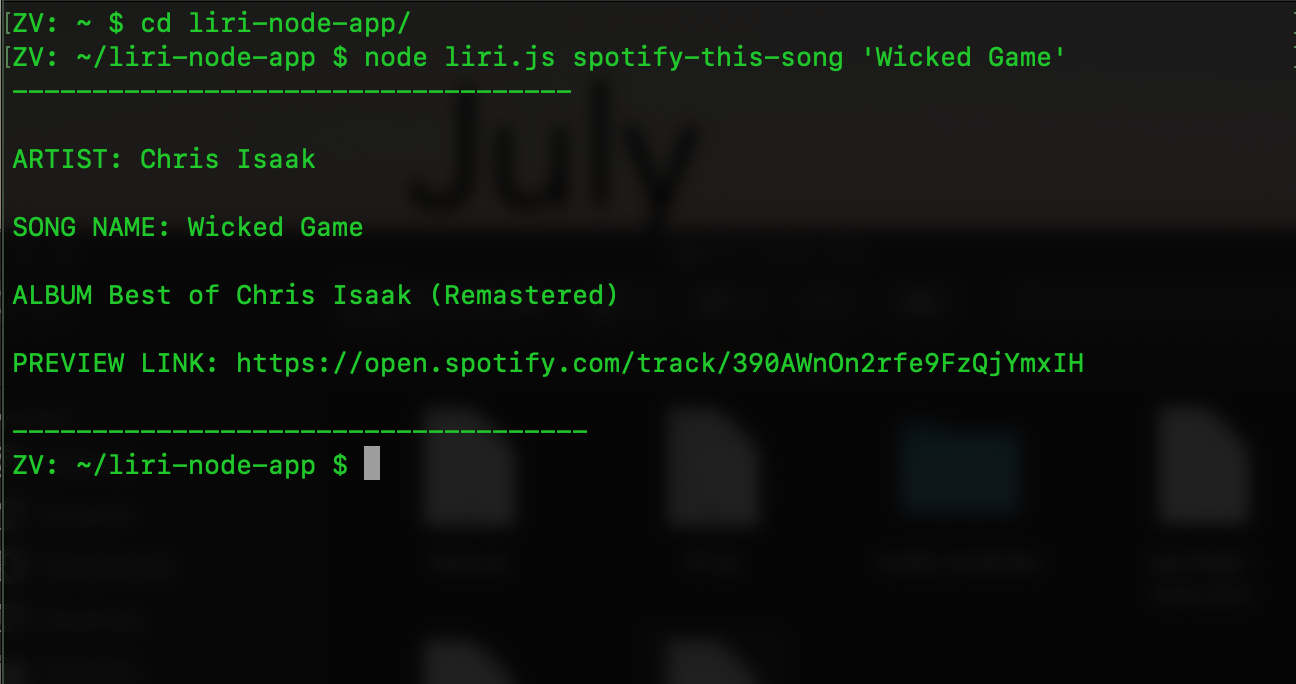 ZV: ~ $ cd liri-node-app/
ZV: ~/liri-node-app $ node liri.js spotify-this-song 'Wicked Game'
-----------------------------------
July
ARTIST: Chris Isaak
SONG NAME: Wicked Game
ALBUM Best of Chris Isaak (Remastered)
PREVIEW LINK: https://open.spotify.com/track/390AWnOn2rfe9FzQjYmxIH
------------------------------------
ZV: ~/liri-node-app $